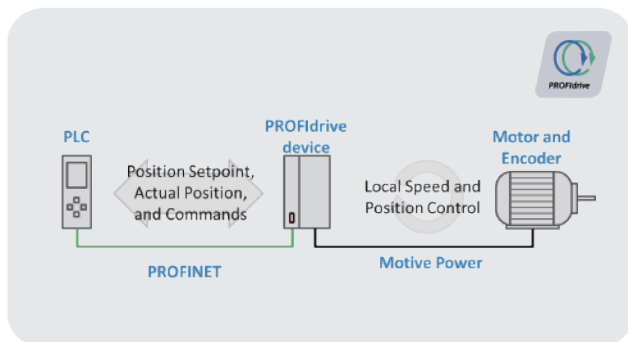 PROFIdrive
PLC
PROFIdrive
device
Motor and
Encoder
Position Setpoint,
Actual Position,
and Commands
Local Speed and
Position Control
PROFINET
Motive Power